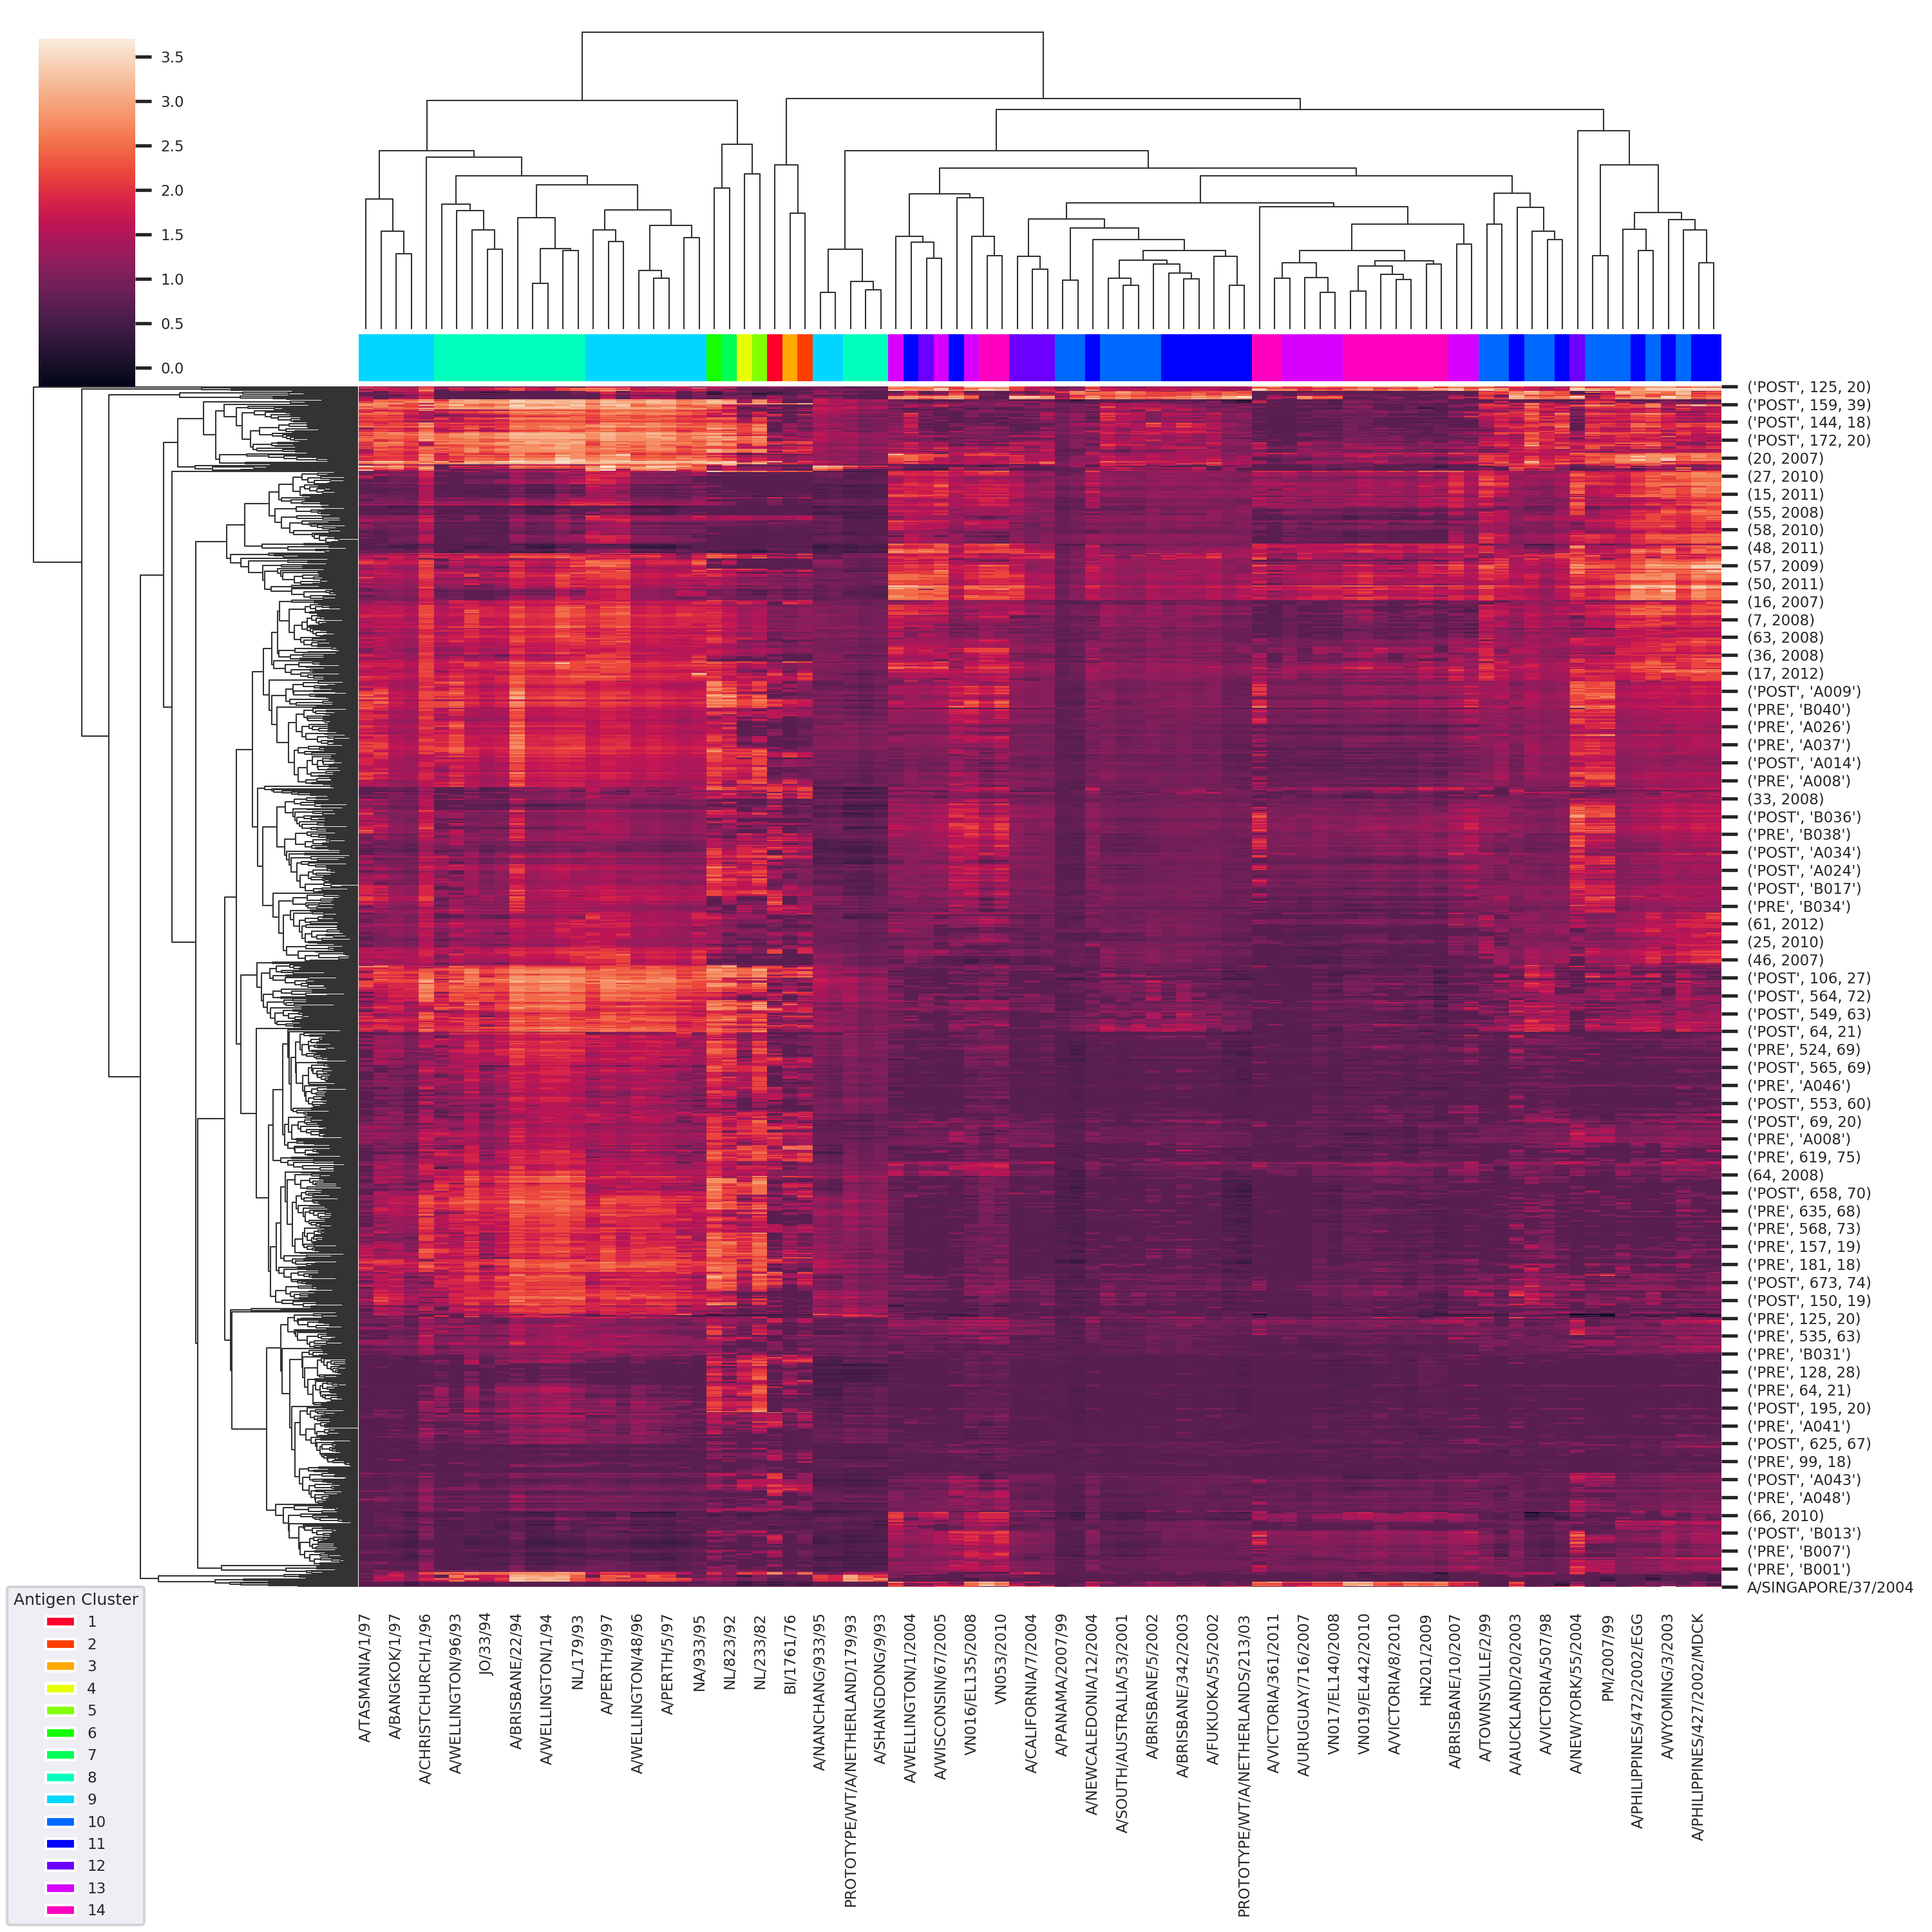 3.5
3.0
2.5
2.0
1.5
1.0
0.5
0.0
('POST', 125, 20)
('POST', 159, 39)
('POST', 144, 18)
('POST', 172, 20)
(20, 2007)
(27, 2010)
(15, 2011)
(55, 2008)
(58, 2010)
(48, 2011)
(57, 2009)
(50, 2011)
(16, 2007)
(7, 2008)
(63, 2008)
(36, 2008)
(17, 2012)
('POST', 'A009')
('PRE', 'B040')
('PRE', 'A026')
('PRE', 'A037')
('POST', 'A014')
('PRE', 'A008')
(33, 2008)
('POST', 'B036')
('PRE', 'B038')
('POST', 'A034')
('POST', 'A024')
('POST', 'B017')
('PRE', 'B034')
(61, 2012)
(25, 2010)
(46, 2007)
('POST', 106, 27)
('POST', 564, 72)
('POST', 549, 63)
('POST', 64, 21)
('PRE', 524, 69)
('POST', 565, 69)
('PRE', 'A046')
('POST', 553, 60)
('POST', 69, 20)
('PRE', 'A008')
('PRE', 619, 75)
(64, 2008)
('POST', 658, 70)
('PRE', 635, 68)
('PRE', 568, 73)
('PRE', 157, 19)
('PRE', 181, 18)
('POST', 673, 74)
('POST', 150, 19)
('PRE', 125, 20)
('PRE', 535, 63)
('PRE', 'B031')
('PRE', 128, 28)
('PRE', 64, 21)
('POST', 195, 20)
('PRE', 'A041')
('POST', 625, 67)
('PRE', 99, 18)
('POST', 'A043')
('PRE', 'A048')
(66, 2010)
('POST', 'B013')
('PRE', 'B007')
('PRE', 'B001')
A/SINGAPORE/37/2004
A/TASMANIA/1/97
A/BANGKOK/1/97
A/CHRISTCHURCH/1/96
A/WELLINGTON/96/93
JO/33/94
A/BRISBANE/22/94
A/WELLINGTON/1/94
NL/179/93
A/PERTH/9/97
A/WELLINGTON/48/96
A/PERTH/5/97
NA/933/95
NL/823/92
NL/233/82
BI/1761/76
A/NANCHANG/933/95
PROTOTYPE/WT/A/NETHERLAND/179/93
A/SHANGDONG/9/93
A/WELLINGTON/1/2004
A/WISCONSIN/67/2005
VN016/EL135/2008
VN053/2010
A/CALIFORNIA/7/2004
A/PANAMA/2007/99
A/NEWCALEDONIA/12/2004
A/SOUTH/AUSTRALIA/53/2001
A/BRISBANE/5/2002
A/BRISBANE/342/2003
A/FUKUOKA/55/2002
PROTOTYPE/WT/A/NETHERLANDS/213/03
A/VICTORIA/361/2011
A/URUGUAY/716/2007
VN017/EL140/2008
VN019/EL442/2010
A/VICTORIA/8/2010
HN201/2009
A/BRISBANE/10/2007
A/TOWNSVILLE/2/99
A/AUCKLAND/20/2003
A/VICTORIA/507/98
A/NEW/YORK/55/2004
PM/2007/99
A/PHILIPPINES/472/2002/EGG
A/WYOMING/3/2003
A/PHILIPPINES/427/2002/MDCK
Antigen Cluster
1
2
3
4
5
6
7
8
9
10
11
12
13
14